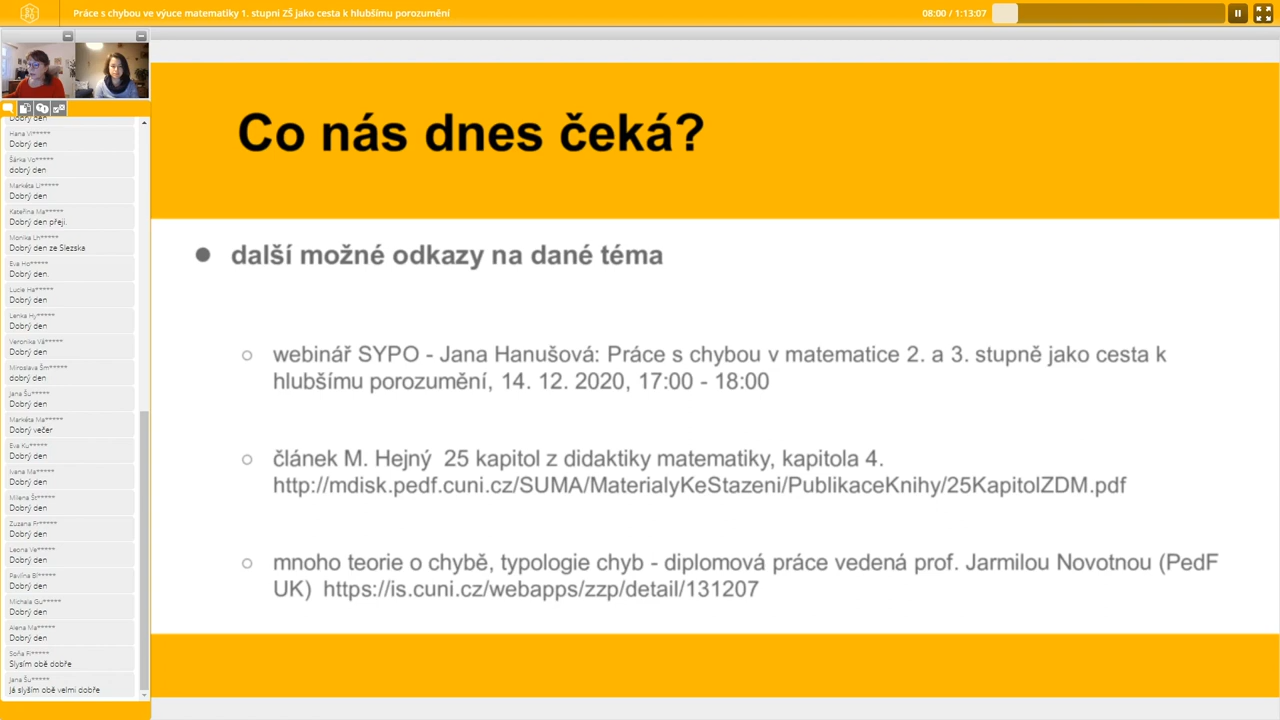 Práce s chybou ve výuce matematiky 1. stupni ZŠ jako cesta k hlubšímu porozumění
08:00 / 1:13:07
Dobrý den
Hana Vi*****
Dobrý den
Šárka Vo*****
dobrý den
Markéta Li*****
Dobrý den
Kateřina Ma*****
Dobrý den přeji.
Monika Lh*****
Dobrý den ze Slezska
Eva Ho*****
Dobrý den.
Lucie Ha*****
Dobrý den
Lenka Hy*****
Dobrý den
Veronika Vá*****
Dobrý den
Miroslava Šm*****
dobrý den
Jana Šu*****
Dobrý den
Markéta Ma*****
Dobrý večer
Eva Ku*****
Dobrý den
Ivana Ma*****
Dobrý den
Milena Št*****
Dobrý den
Zuzana Fr*****
Dobrý den
Leona Ve*****
Dobrý den
Pavlína Bí*****
Dobrý den
Michala Gu*****
Dobrý den
Alena Ma*****
Dobrý den
Soňa Fi*****
Slysím obě dobře
Jana Šu*****
Já slyším obě velmi dobře
Co nás dnes čeká?
● další možné odkazy na dané téma
○ webinář SYPO - Jana Hanušová: Práce s chybou v matematice 2. a 3. stupně jako cesta k
hlubšímu porozumění, 14. 12. 2020, 17:00 - 18:00
○ článek M. Hejný 25 kapitol z didaktiky matematiky, kapitola 4.
http://mdisk.pedf.cuni.cz/SUMA/MaterialyKeStazeni/PublikaceKnihy/25KapitolZDM.pdf
○ mnoho teorie o chybě, typologie chyb - diplomová práce vedená prof. Jarmilou Novotnou (PedF
UK) https://is.cuni.cz/webapps/zzp/detail/131207